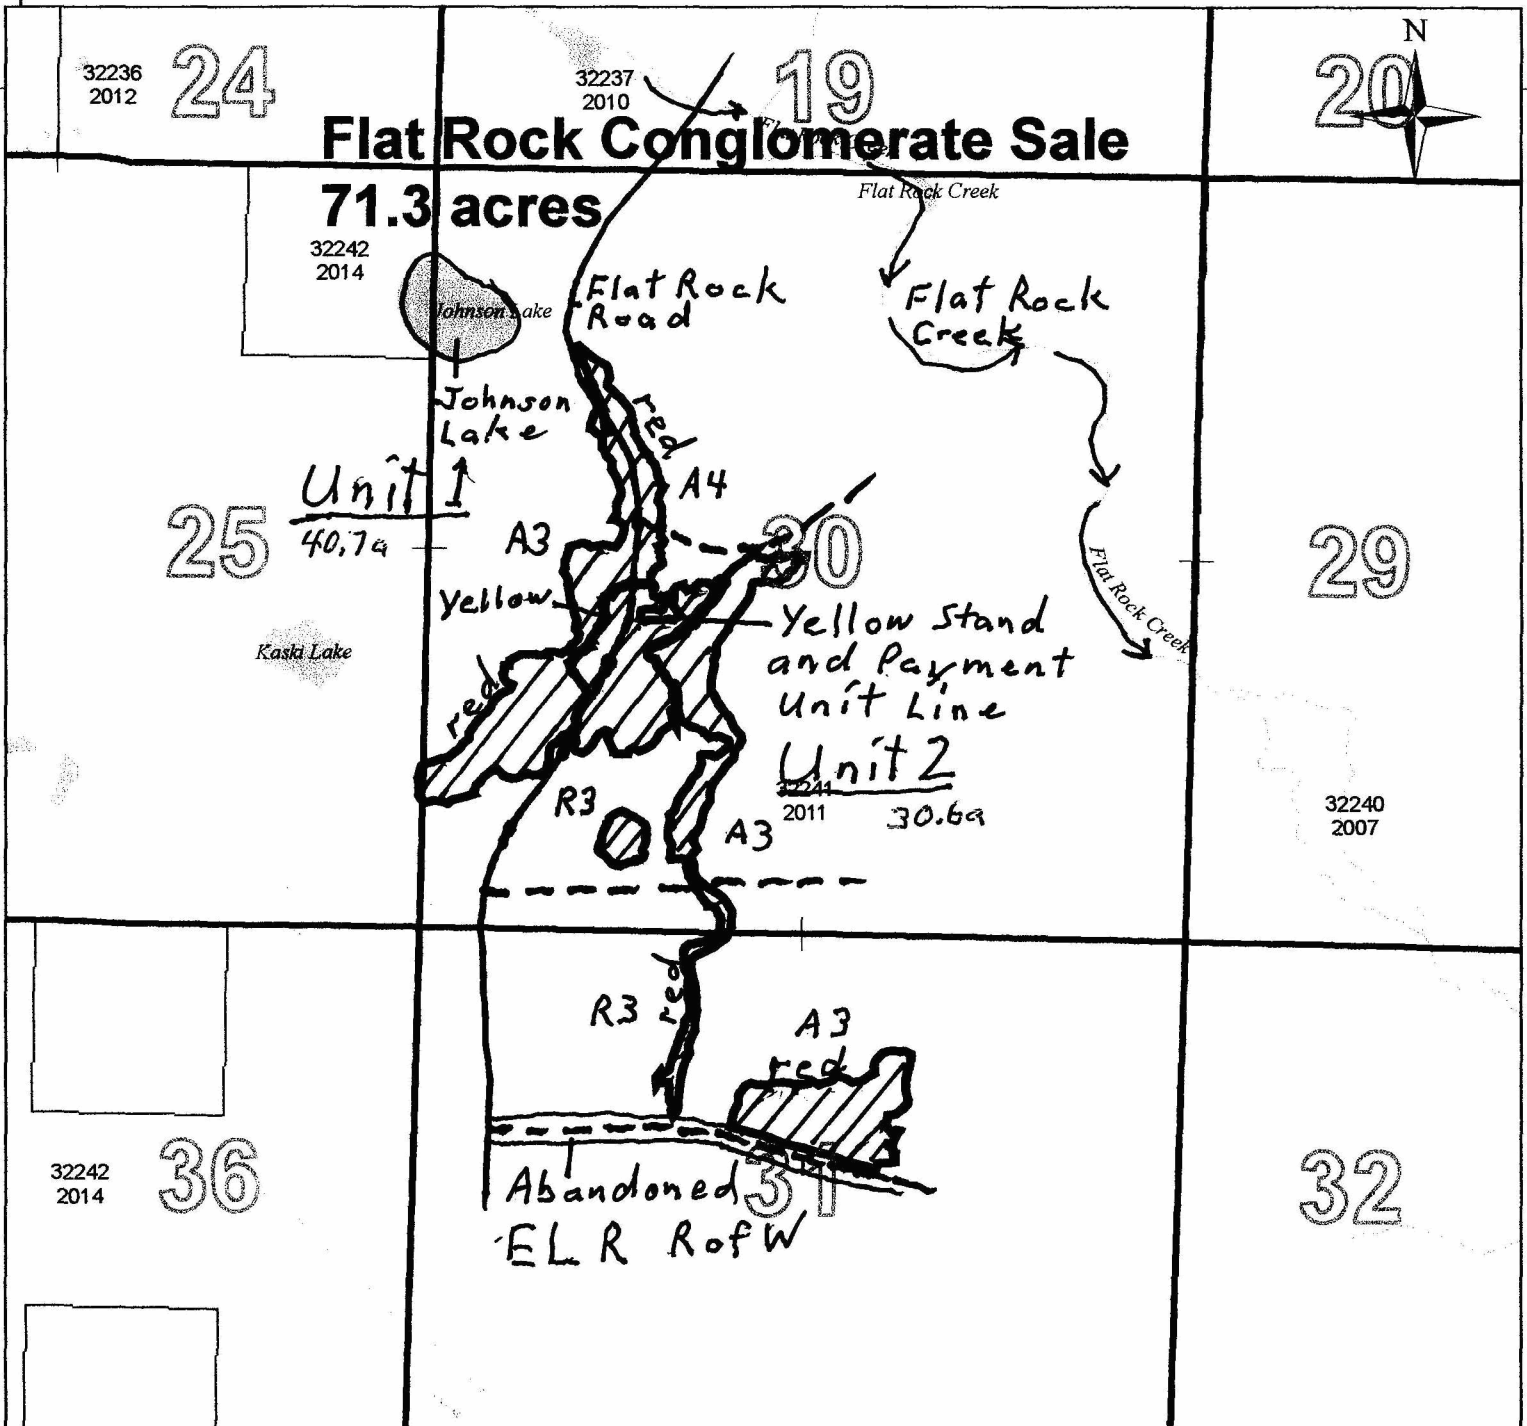 N
24
32236
2012
32237
2010
19
20
Flat Rock Conglomerate Sale
71.3 acres
Flat Rock Creek
32242
2014
Johnson Lake
Flat Rock
Road
Flat Rock
Creek
Johnson
Lake
red
Unit 1
40.7a
A4
25
A3
30
29
Yellow
Flat Rock Creek
Yellow Stand
and Payment
Unit Line
Kaski Lake
red
Unit 2
32241
2011
30.6a
R3
A3
32240
2007
R3
red
A3
red
32242
2014
36
31
32
Abandoned
ELR RofW